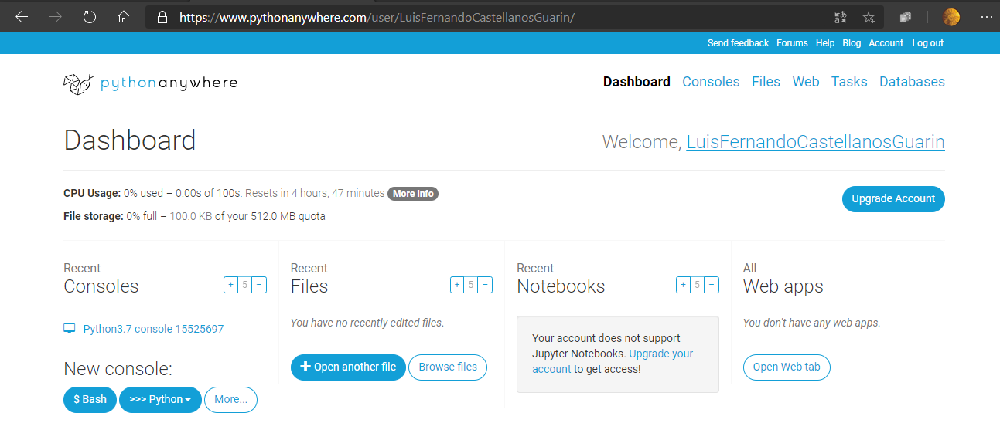 https://www.pythonanywhere.com/user/LuisFernandoCastellanosGuarin/
Send feedback Forums Help Blog Account Log out
pythonanywhere
Dashboard Consoles Files Web Tasks Databases
Dashboard
Welcome, LuisFernandoCastellanosGuarin
CPU Usage: 0% used – 0.00s of 100s. Resets in 4 hours, 47 minutes More Info
File storage: 0% full – 100.0 KB of your 512.0 MB quota
Upgrade Account
Recent
Consoles
+ 5 −
Python3.7 console 15525697
New console:
$ Bash >>> Python More...
Recent
Files
+ 5 −
You have no recently edited files.
+ Open another file Browse files
Recent
Notebooks
+ 5 −
Your account does not support
Jupyter Notebooks. Upgrade your
account to get access!
All
Web apps
You don't have any web apps.
Open Web tab